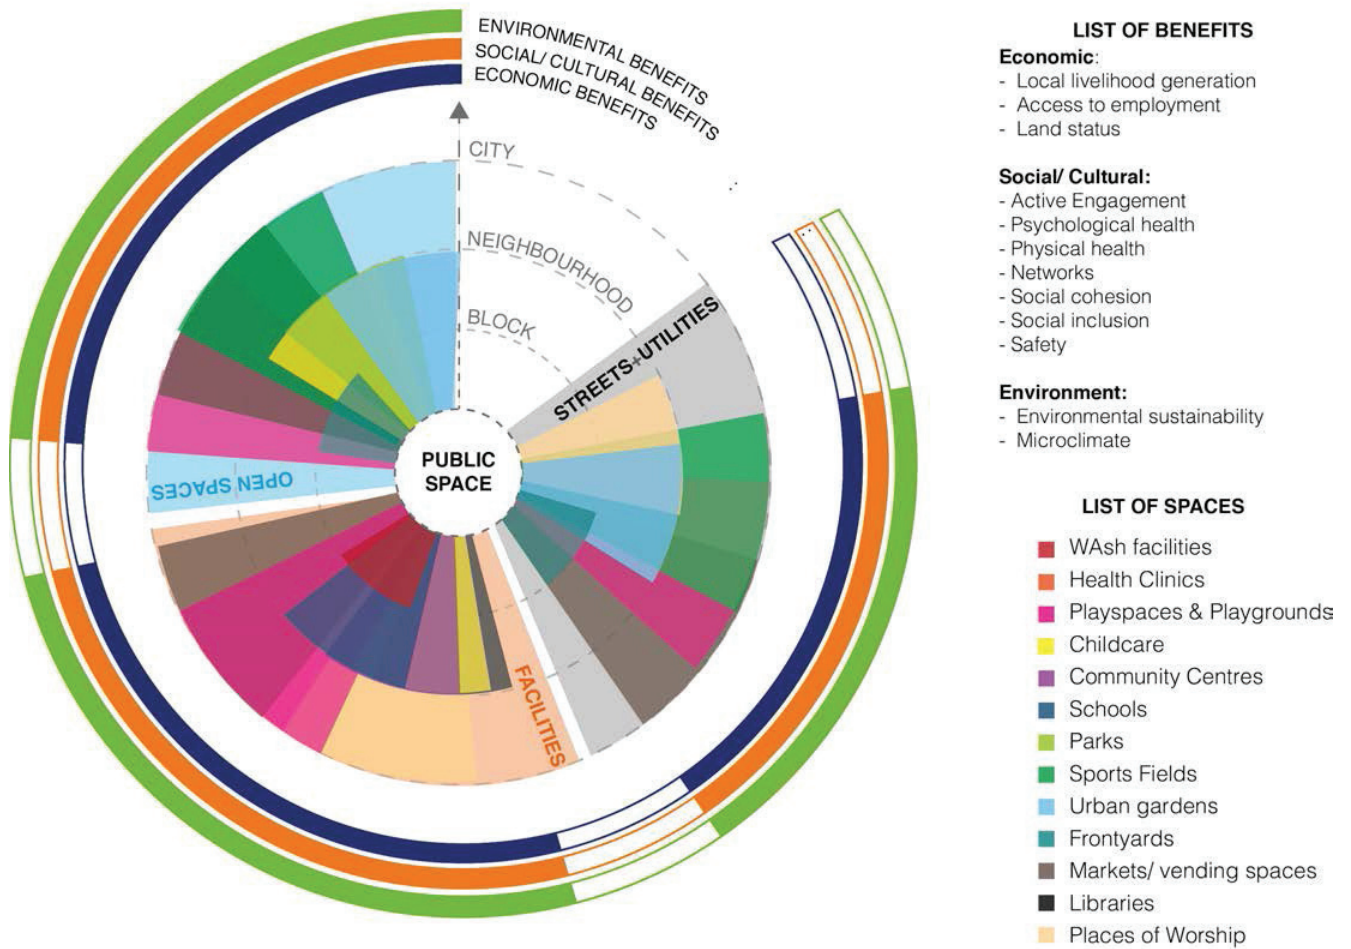 ENVIRONMENTAL BENEFITS
SOCIAL/ CULTURAL BENEFITS
ECONOMIC BENEFITS
CITY
NEIGHBOURHOOD
BLOCK
STREETS+UTILITIES
PUBLIC
SPACE
OPEN SPACES
FACILITIES
LIST OF BENEFITS
Economic:
- Local livelihood generation
- Access to employment
- Land status
Social/ Cultural:
- Active Engagement
- Psychological health
- Physical health
- Networks
- Social cohesion
- Social inclusion
- Safety
Environment:
- Environmental sustainability
- Microclimate
LIST OF SPACES
WAsh facilities
Health Clinics
Playspaces & Playgrounds
Childcare
Community Centres
Schools
Parks
Sports Fields
Urban gardens
Frontyards
Markets/ vending spaces
Libraries
Places of Worship